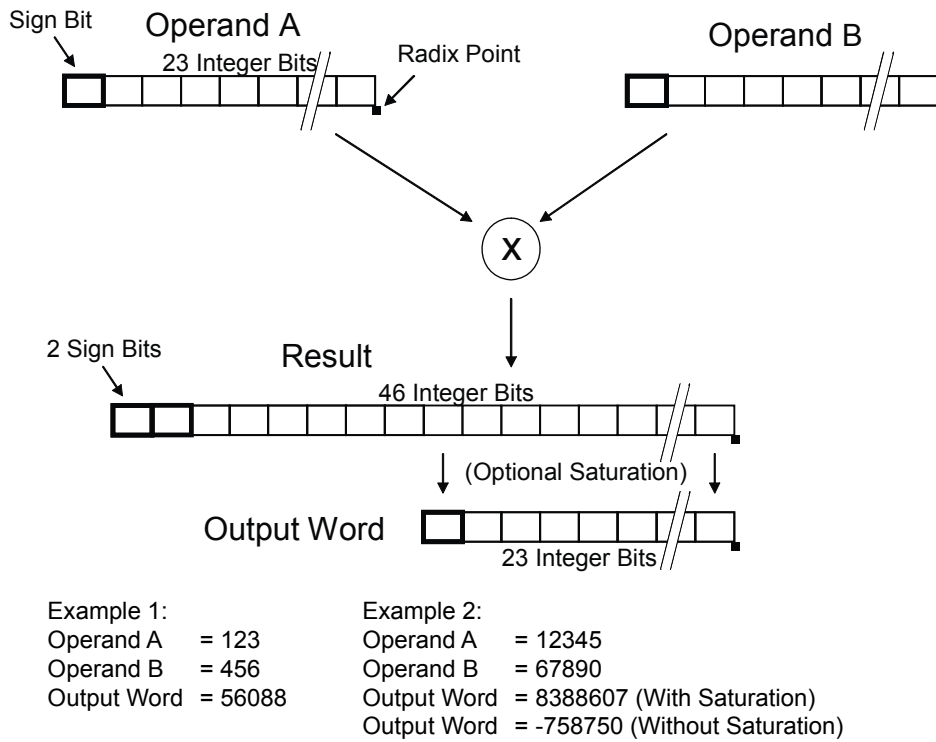 Sign Bit
Operand A
23 Integer Bits
Radix Point
Operand B
X
2 Sign Bits
Result
46 Integer Bits
(Optional Saturation)
Output Word
23 Integer Bits
Example 1:
Operand A = 123
Operand B = 456
Output Word = 56088
Example 2:
Operand A = 12345
Operand B = 67890
Output Word = 8388607 (With Saturation)
Output Word = -758750 (Without Saturation)